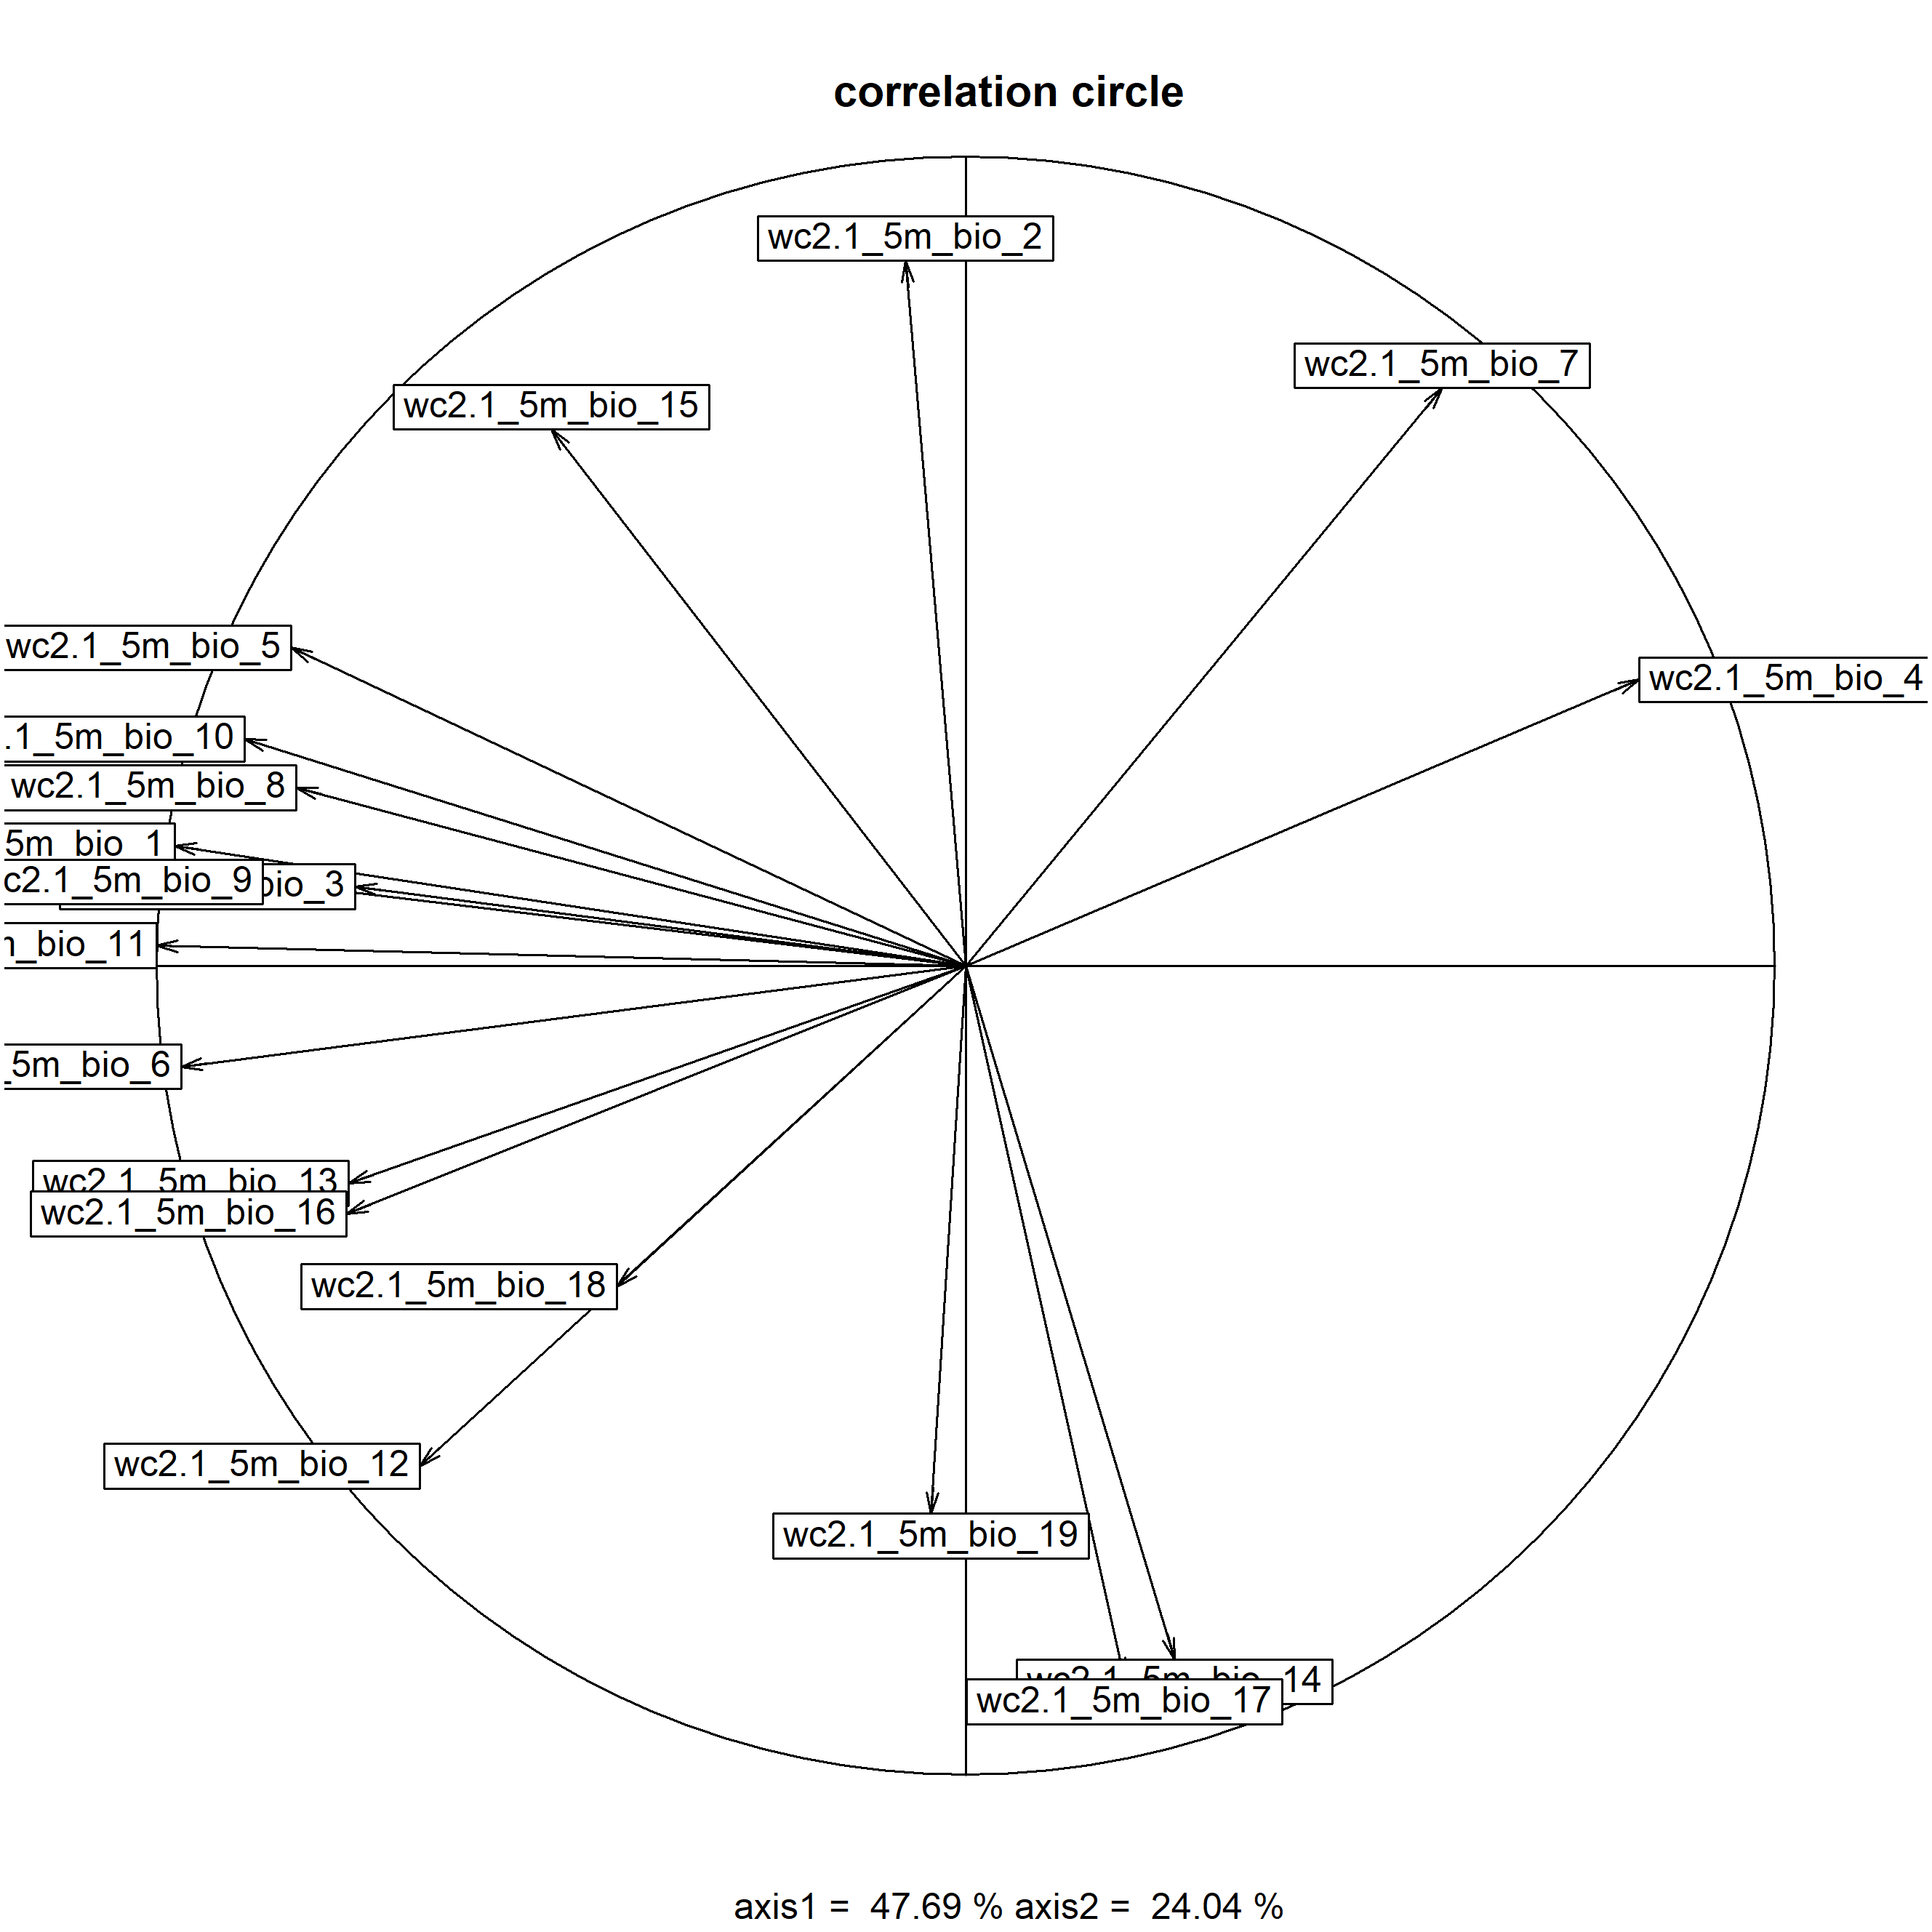 correlation circle
wc2.1_5m_bio_2
wc2.1_5m_bio_7
wc2.1_5m_bio_15
wc2.1_5m_bio_5
wc2.1_5m_bio_4
.1_5m_bio_10
wc2.1_5m_bio_8
5m_bio_1
c2.1_5m_bio_9
bio_3
_bio_11
_5m_bio_6
wc2.1_5m_bio_13
wc2.1_5m_bio_16
wc2.1_5m_bio_18
wc2.1_5m_bio_12
wc2.1_5m_bio_19
wc2.1_5m_bio_14
wc2.1_5m_bio_17
axis1 = 47.69 % axis2 = 24.04 %